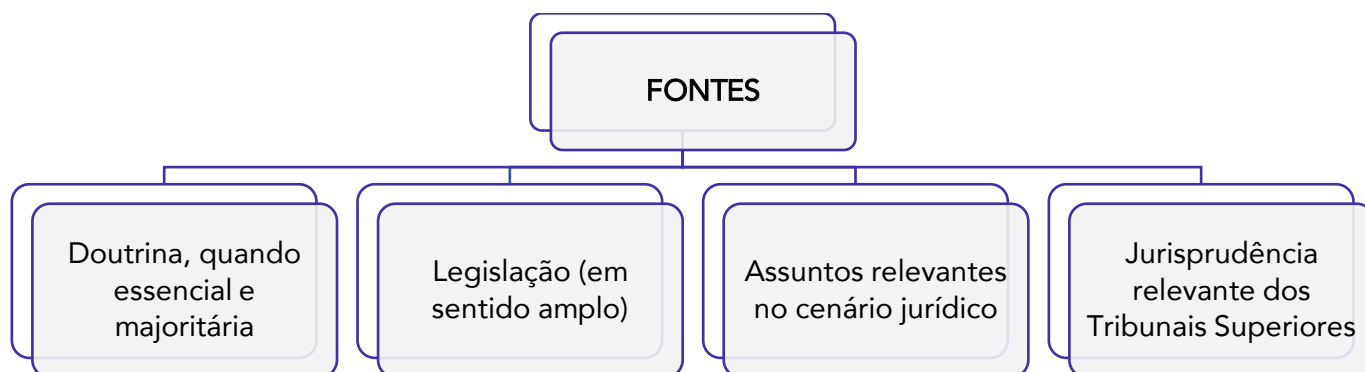 FONTES
Doutrina, quando
essencial e
majoritária
Legislação (em
sentido amplo)
Assuntos relevantes
no cenário jurídico
Jurisprudência
relevante dos
Tribunais Superiores